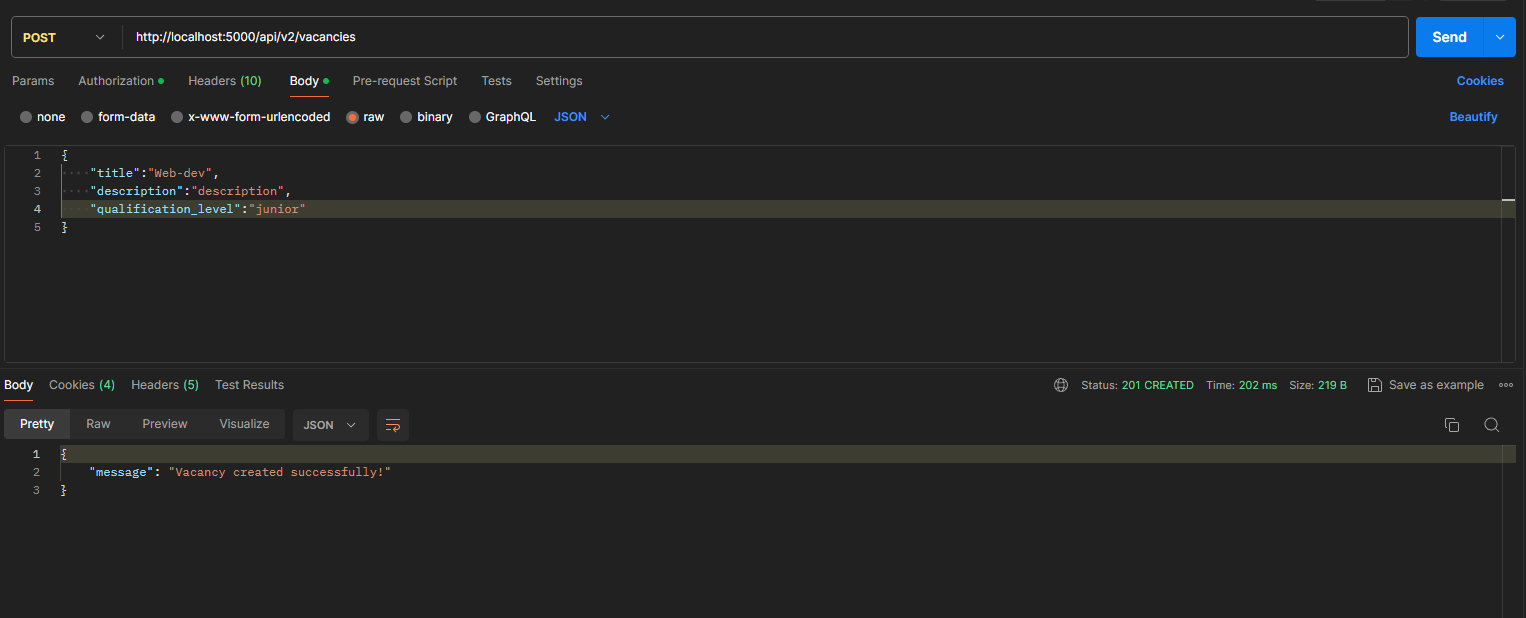 POST http://localhost:5000/api/v2/vacancies Send
Params Authorization Headers (10) Body Pre-request Script Tests Settings Cookies
none form-data x-www-form-urlencoded raw binary GraphQL JSON Beautify
1 {
2 ····"title":"Web-dev",
3 ····"description":"description",
4 ····"qualification_level":"junior"
5 }
Body Cookies (4) Headers (5) Test Results Status: 201 CREATED Time: 202 ms Size: 219 B Save as example
Pretty Raw Preview Visualize JSON
1 {
2 "message": "Vacancy created successfully!"
3 }